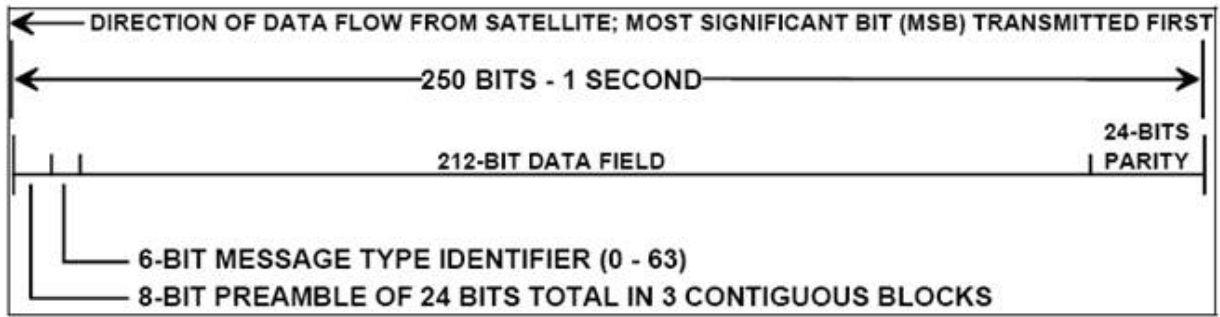 DIRECTION OF DATA FLOW FROM SATELLITE; MOST SIGNIFICANT BIT (MSB) TRANSMITTED FIRST
250 BITS - 1 SECOND
24-BITS
212-BIT DATA FIELD PARITY
6-BIT MESSAGE TYPE IDENTIFIER (0 - 63)
8-BIT PREAMBLE OF 24 BITS TOTAL IN 3 CONTIGUOUS BLOCKS